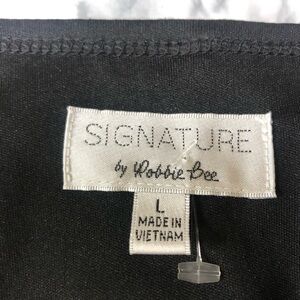 SIGNATURE
by Robbie Bee
L
MADE IN
VIETNAM